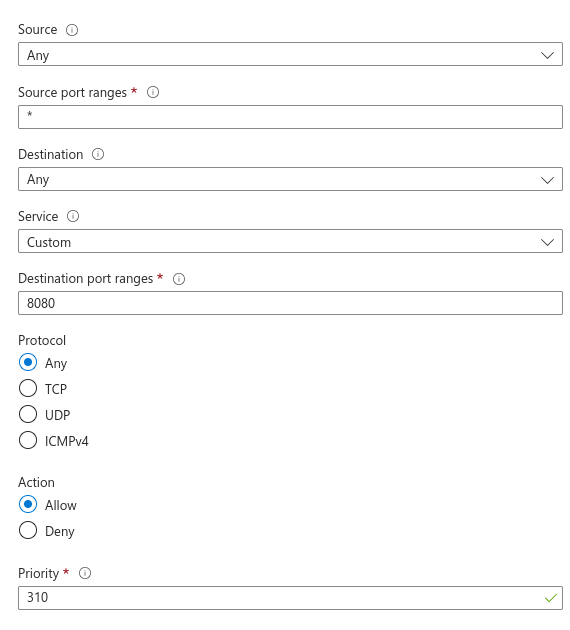 Source
Any
Source port ranges *
*
Destination
Any
Service
Custom
Destination port ranges *
8080
Protocol
Any
TCP
UDP
ICMPv4
Action
Allow
Deny
Priority *
310